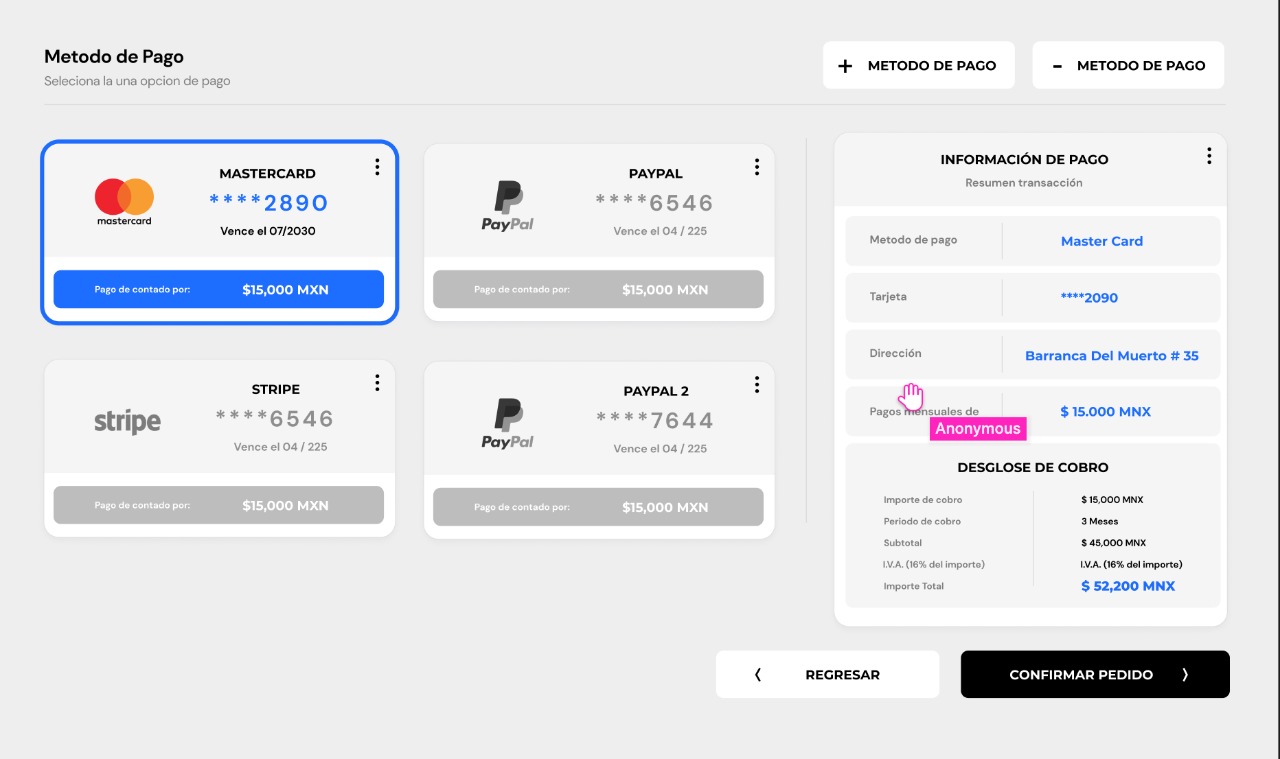 Metodo de Pago
Seleciona la una opcion de pago
+ METODO DE PAGO
- METODO DE PAGO
mastercard
MASTERCARD
****2890
Vence el 07/2030
Pago de contado por: $15,000 MXN
PayPal
PAYPAL
****6546
Vence el 04 / 225
Pago de contado por: $15,000 MXN
stripe
STRIPE
****6546
Vence el 04 / 225
Pago de contado por: $15,000 MXN
PayPal
PAYPAL 2
****7644
Vence el 04 / 225
Pago de contado por: $15,000 MXN
INFORMACIÓN DE PAGO
Resumen transacción
Metodo de pago Master Card
Tarjeta ****2090
Dirección Barranca Del Muerto # 35
Pagos mensuales de $ 15.000 MNX
Anonymous
DESGLOSE DE COBRO
Importe de cobro $ 15,000 MNX
Periodo de cobro 3 Meses
Subtotal $ 45,000 MNX
I.V.A. (16% del importe) I.V.A. (16% del importe)
Importe Total $ 52,200 MNX
⟨ REGRESAR
CONFIRMAR PEDIDO ⟩